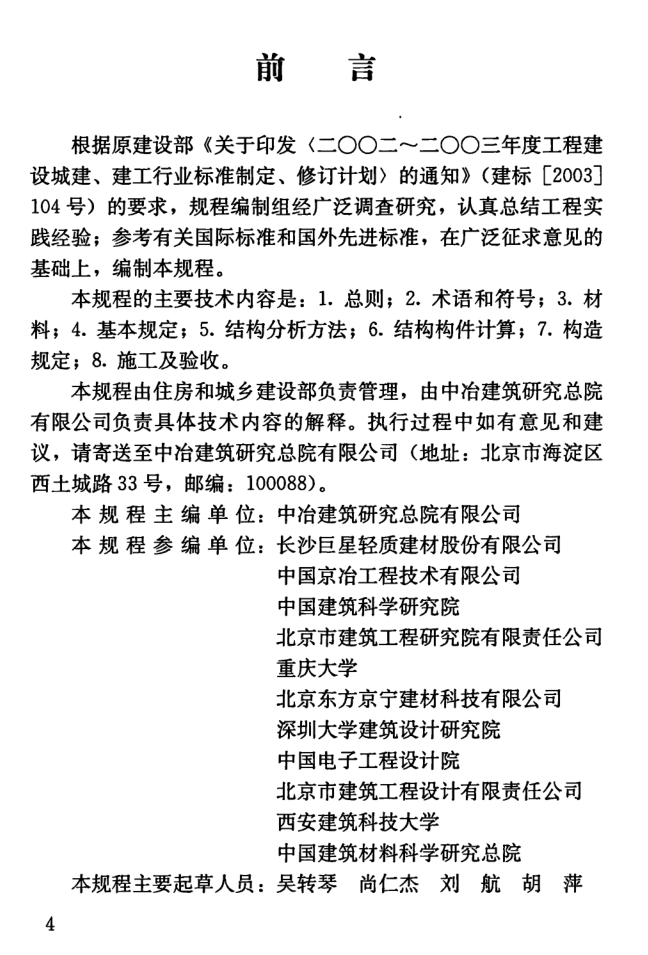 前　言
根据原建设部《关于印发〈二〇〇二～二〇〇三年度工程建
设城建、建工行业标准制定、修订计划〉的通知》（建标［2003］
104 号）的要求，规程编制组经广泛调查研究，认真总结工程实
践经验；参考有关国际标准和国外先进标准，在广泛征求意见的
基础上，编制本规程。
本规程的主要技术内容是：1. 总则；2. 术语和符号；3. 材
料；4. 基本规定；5. 结构分析方法；6. 结构构件计算；7. 构造
规定；8. 施工及验收。
本规程由住房和城乡建设部负责管理，由中冶建筑研究总院
有限公司负责具体技术内容的解释。执行过程中如有意见和建
议，请寄送至中冶建筑研究总院有限公司（地址：北京市海淀区
西土城路 33 号，邮编：100088）。
本 规 程 主 编 单 位：中冶建筑研究总院有限公司
本 规 程 参 编 单 位：长沙巨星轻质建材股份有限公司
中国京冶工程技术有限公司
中国建筑科学研究院
北京市建筑工程研究院有限责任公司
重庆大学
北京东方京宁建材科技有限公司
深圳大学建筑设计研究院
中国电子工程设计院
北京市建筑工程设计有限责任公司
西安建筑科技大学
中国建筑材料科学研究总院
本规程主要起草人员：吴转琴　尚仁杰　刘　航　胡　萍
4